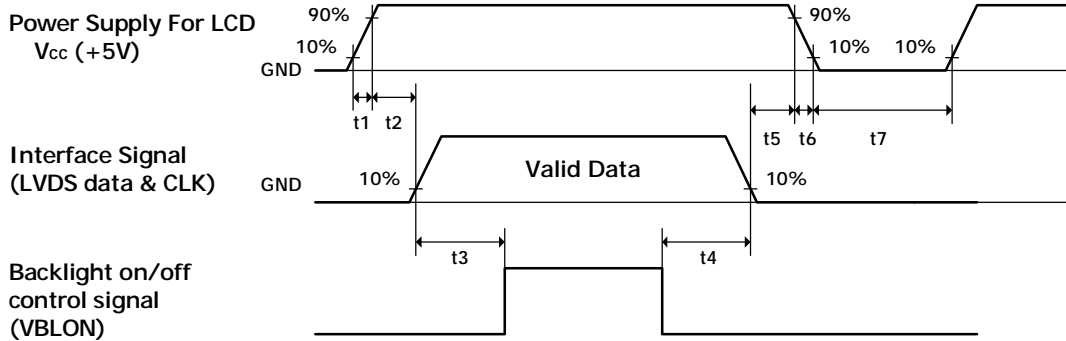 Power Supply For LCD
Vcc (+5V)
90%
10%
GND
90%
10%
10%
t1
t2
t5
t6
t7
Interface Signal
(LVDS data & CLK)
GND
10%
Valid Data
10%
t3
t4
Backlight on/off
control signal
(VBLON)